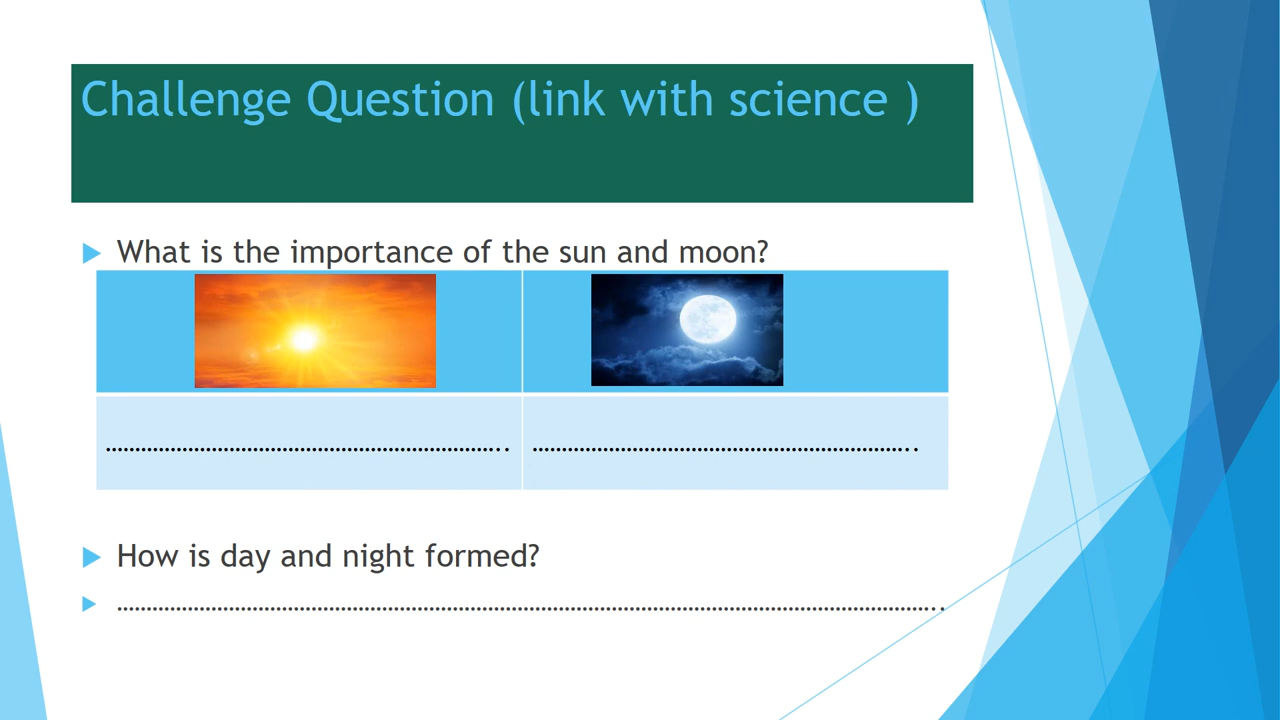 Challenge Question (link with science )
What is the importance of the sun and moon?
………………………………………………………….. …………………………………………………………..
How is day and night formed?
…………………………………………………………………………………………………………………………..